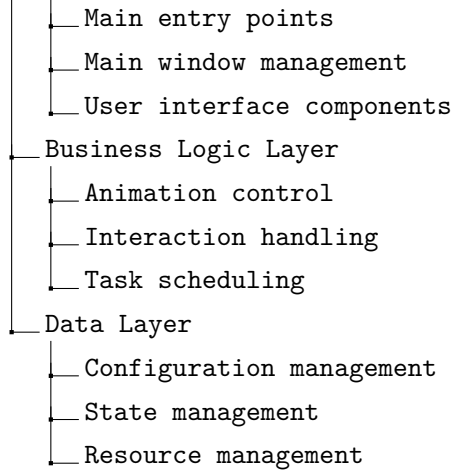 Main entry points
Main window management
User interface components
Business Logic Layer
Animation control
Interaction handling
Task scheduling
Data Layer
Configuration management
State management
Resource management